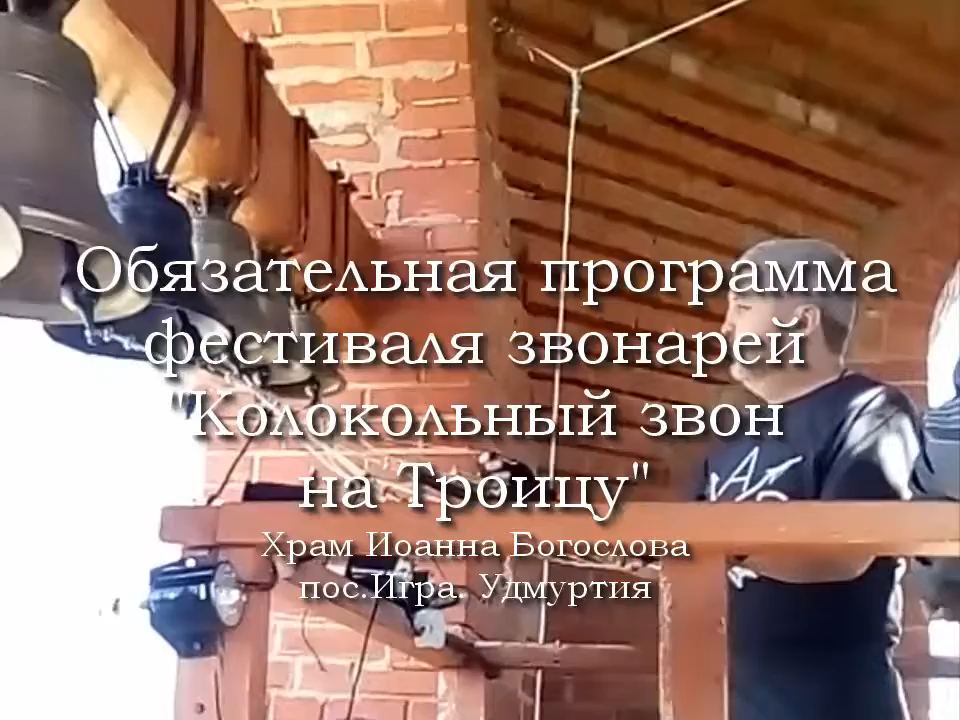 Обязательная программа
фестиваля звонарей
"Колокольный звон
на Троицу"
Храм Иоанна Богослова
пос.Игра. Удмуртия